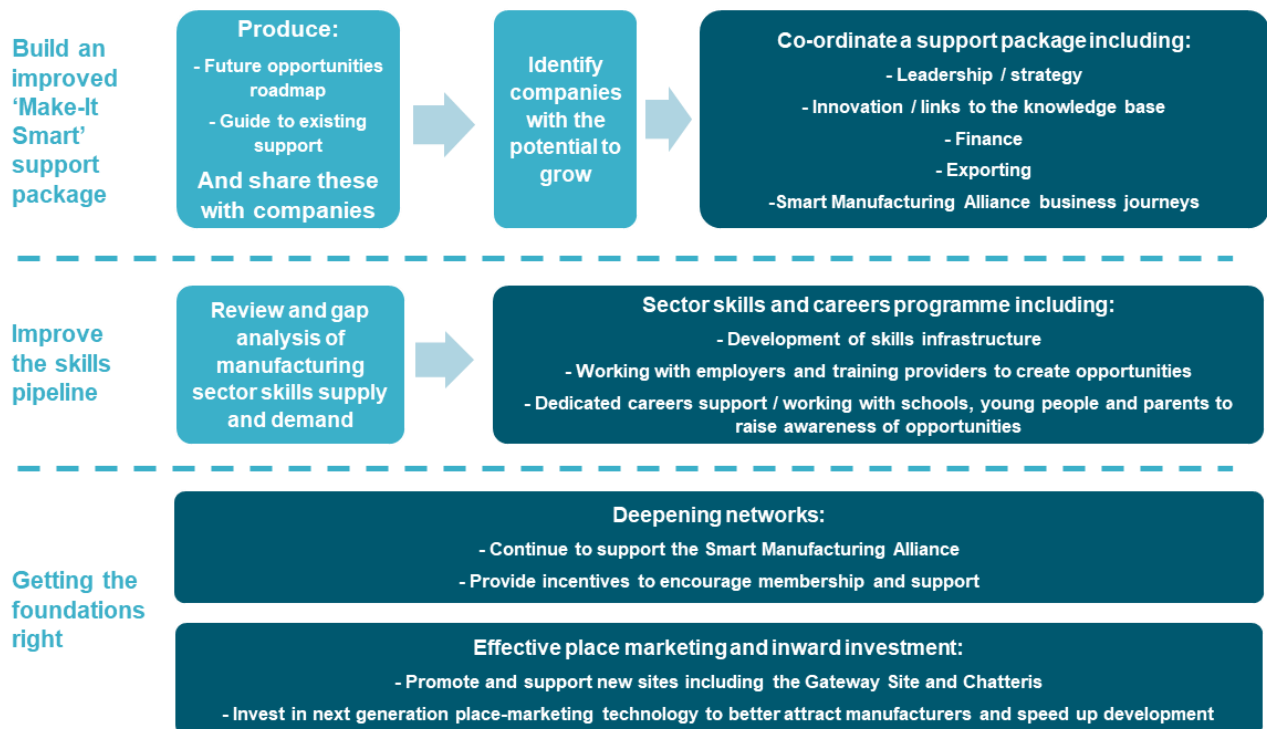 Build an
improved
‘Make-It
Smart’
support
package
Produce:
- Future opportunities
roadmap
- Guide to existing
support
And share these
with companies
Identify
companies
with the
potential to
grow
Co-ordinate a support package including:
- Leadership / strategy
- Innovation / links to the knowledge base
- Finance
- Exporting
-Smart Manufacturing Alliance business journeys
Improve
the skills
pipeline
Review and gap
analysis of
manufacturing
sector skills supply
and demand
Sector skills and careers programme including:
- Development of skills infrastructure
- Working with employers and training providers to create opportunities
- Dedicated careers support / working with schools, young people and parents to
raise awareness of opportunities
Getting the
foundations
right
Deepening networks:
- Continue to support the Smart Manufacturing Alliance
- Provide incentives to encourage membership and support
Effective place marketing and inward investment:
- Promote and support new sites including the Gateway Site and Chatteris
- Invest in next generation place-marketing technology to better attract manufacturers and speed up development